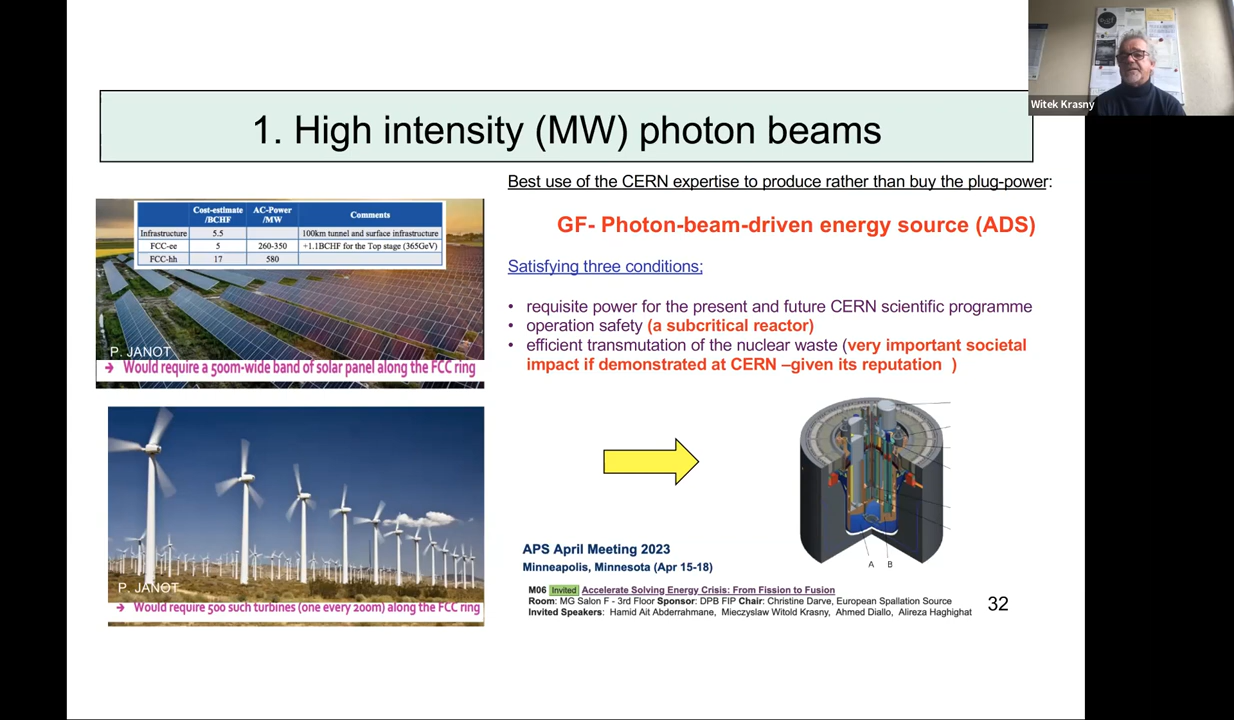 Witek Krasny
1. High intensity (MW) photon beams
Cost-estimate /BCHF AC-Power /MW Comments
Infrastructure 5.5 100km tunnel and surface infrastructure
FCC-ee 5 260-350 +1.1BCHF for the Top stage (365GeV)
FCC-hh 17 580
P. JANOT
Would require a 500m-wide band of solar panel along the FCC ring
P. JANOT
Would require 500 such turbines (one every 200m) along the FCC ring
Best use of the CERN expertise to produce rather than buy the plug-power:
GF- Photon-beam-driven energy source (ADS)
Satisfying three conditions;
• requisite power for the present and future CERN scientific programme
• operation safety (a subcritical reactor)
• efficient transmutation of the nuclear waste (very important societal
impact if demonstrated at CERN –given its reputation )
A B
APS April Meeting 2023
Minneapolis, Minnesota (Apr 15-18)
M06 Invited Accelerate Solving Energy Crisis: From Fission to Fusion
Room: MG Salon F - 3rd Floor Sponsor: DPB FIP Chair: Christine Darve, European Spallation Source
Invited Speakers: Hamid Ait Abderrahmane, Mieczyslaw Witold Krasny, Ahmed Diallo, Alireza Haghighat
32